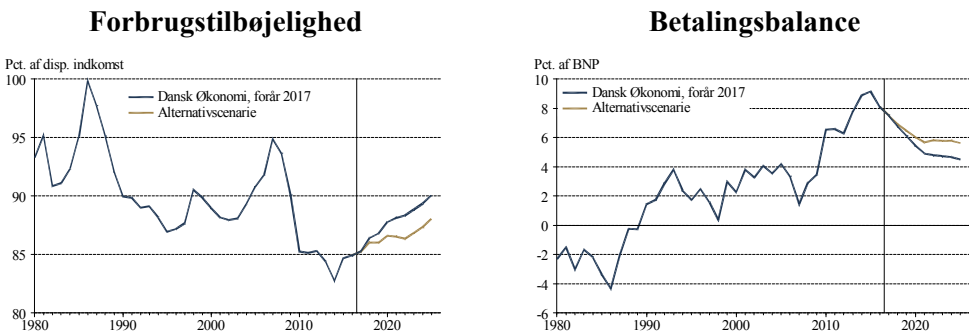 Forbrugstilbøjelighed
Pct. af disp. indkomst
100
95
90
85
80
Dansk Økonomi, forår 2017
Alternativscenarie
1980 1990 2000 2010 2020
Betalingsbalance
Pct. af BNP
10
8
6
4
2
0
-2
-4
-6
Dansk Økonomi, forår 2017
Alternativscenarie
1980 1990 2000 2010 2020